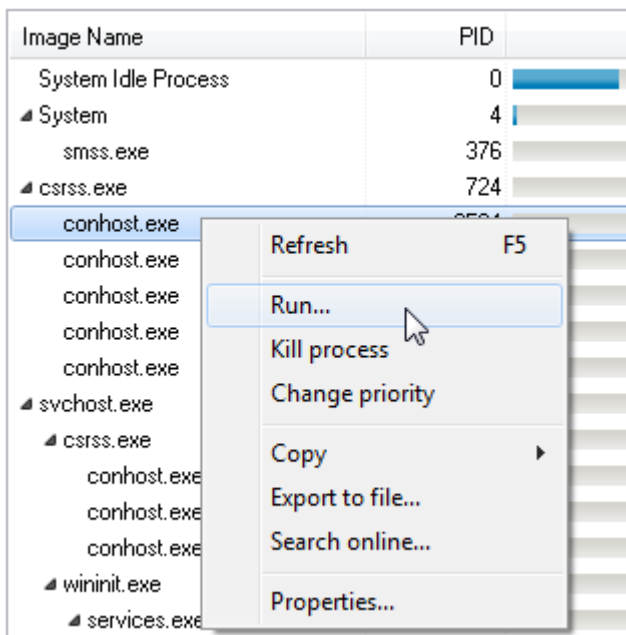 Image Name PID
System Idle Process 0
System 4
smss.exe 376
csrss.exe 724
conhost.exe
conhost.exe
conhost.exe
conhost.exe
conhost.exe
svchost.exe
csrss.exe
conhost.exe
conhost.exe
conhost.exe
wininit.exe
services.exe
Refresh F5
Run...
Kill process
Change priority
Copy
Export to file...
Search online...
Properties...